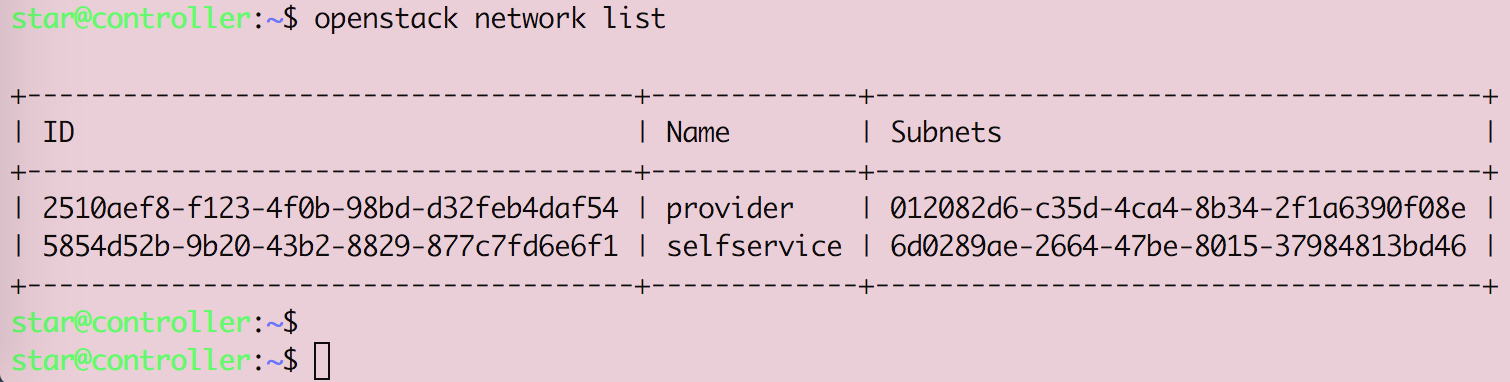 star@controller:~$ openstack network list
+--------------------------------------+-------------+--------------------------------------+
| ID                                   | Name        | Subnets                              |
+--------------------------------------+-------------+--------------------------------------+
| 2510aef8-f123-4f0b-98bd-d32feb4daf54 | provider    | 012082d6-c35d-4ca4-8b34-2f1a6390f08e |
| 5854d52b-9b20-43b2-8829-877c7fd6e6f1 | selfservice | 6d0289ae-2664-47be-8015-37984813bd46 |
+--------------------------------------+-------------+--------------------------------------+
star@controller:~$
star@controller:~$